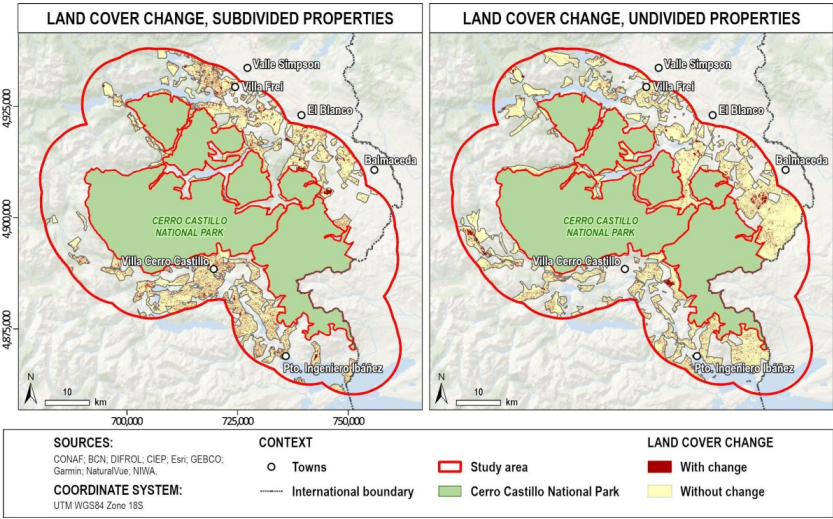 LAND COVER CHANGE, SUBDIVIDED PROPERTIES
LAND COVER CHANGE, UNDIVIDED PROPERTIES
4,925,000
4,900,000
4,875,000
Valle Simpson
Villa Frei
El Blanco
Balmaceda
CERRO CASTILLO
NATIONAL PARK
Villa Cerro Castillo
Pto. Ingeniero Ibáñez
N
10
km
700,000
725,000
750,000
Valle Simpson
Villa Frei
El Blanco
Balmaceda
CERRO CASTILLO
NATIONAL PARK
Villa Cerro Castillo
Pto. Ingeniero Ibáñez
N
10
km
SOURCES:
CONAF; BCN; DIFROL; CIEP; Esri; GEBCO;
Garmin; NaturalVue; NIWA.
COORDINATE SYSTEM:
UTM WGS84 Zone 18S
CONTEXT
Towns
International boundary
Study area
Cerro Castillo National Park
LAND COVER CHANGE
With change
Without change